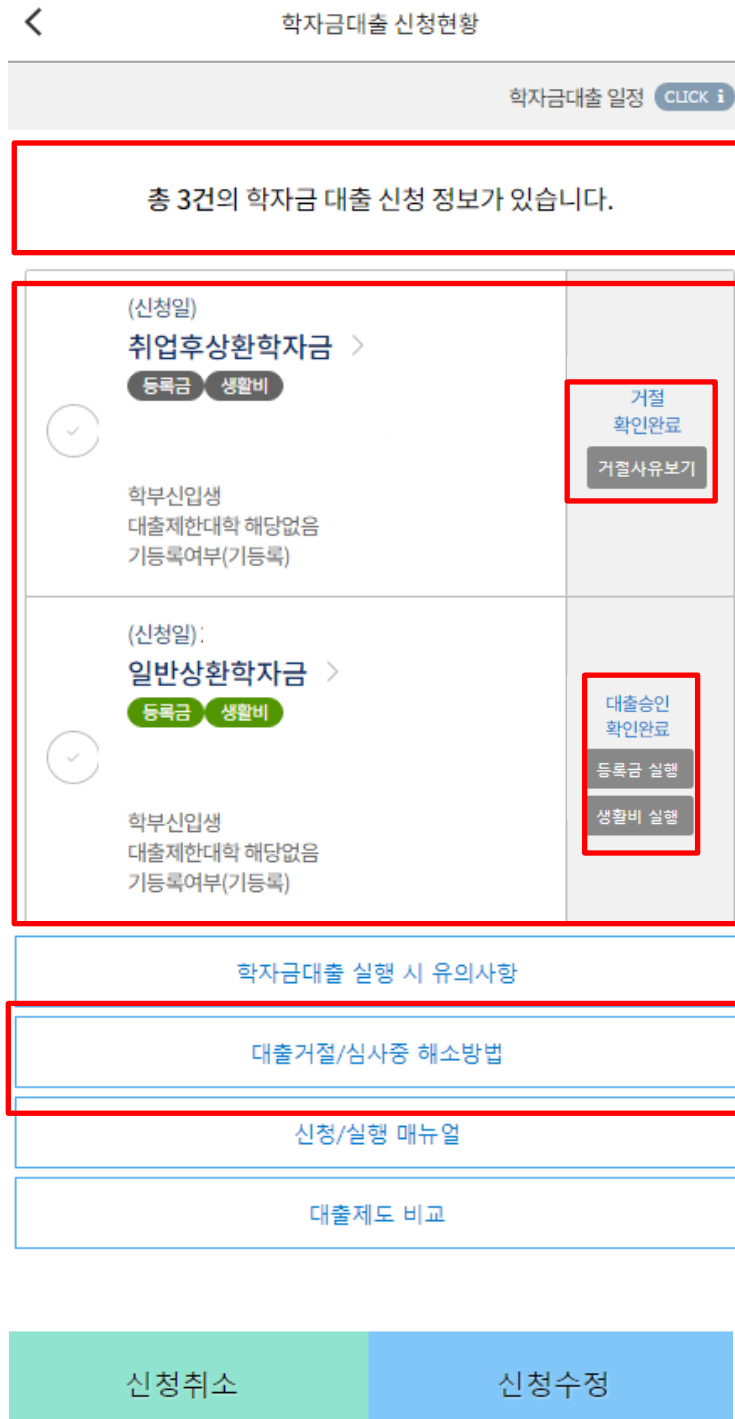 학자금대출 신청현황
학자금대출 일정 CLICK i
총 3건의 학자금 대출 신청 정보가 있습니다.
(신청일)
취업후상환학자금 >
등록금 생활비
거절
확인완료
거절사유보기
학부신입생
대출제한대학 해당없음
기등록여부(기등록)
(신청일) :
일반상환학자금 >
등록금 생활비
대출승인
확인완료
등록금 실행
생활비 실행
학부신입생
대출제한대학 해당없음
기등록여부(기등록)
학자금대출 실행 시 유의사항
대출거절/심사중 해소방법
신청/실행 매뉴얼
대출제도 비교
신청취소 신청수정